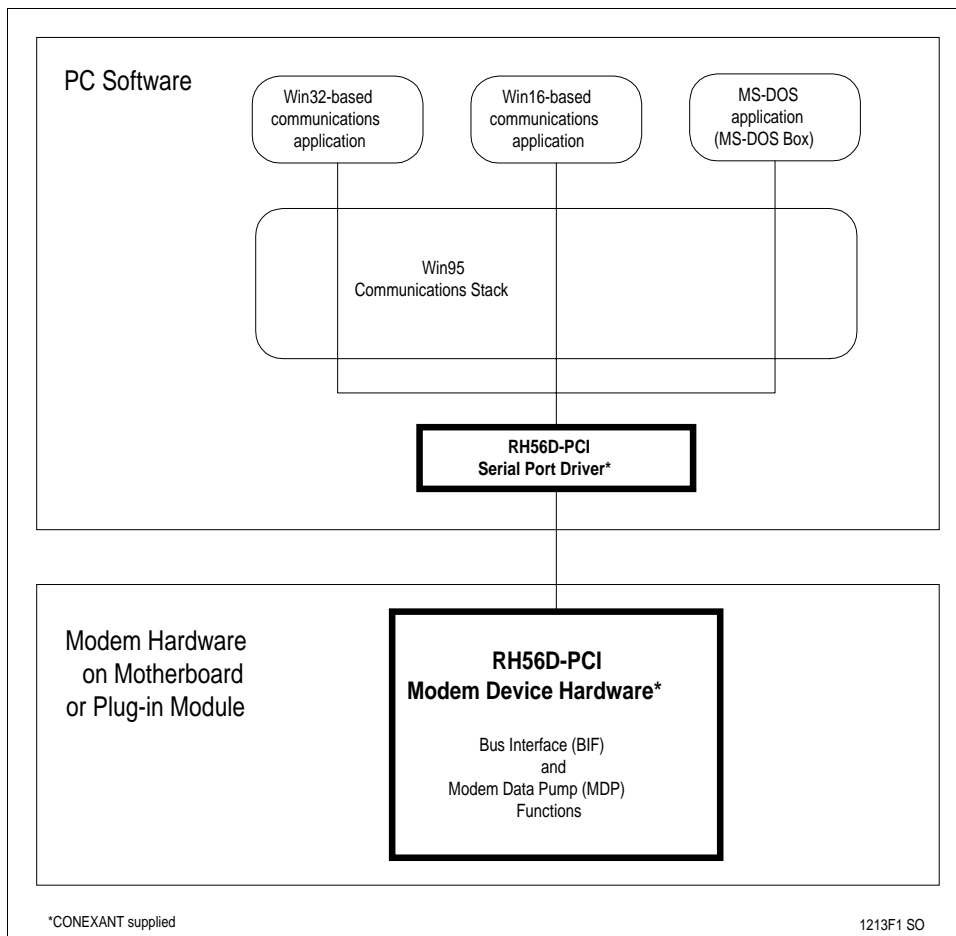 PC Software
Win32-based
communications
application
Win16-based
communications
application
MS-DOS
application
(MS-DOS Box)
Win95
Communications Stack
RH56D-PCI
Serial Port Driver*
Modem Hardware
on Motherboard
or Plug-in Module
RH56D-PCI
Modem Device Hardware*
Bus Interface (BIF)
and
Modem Data Pump (MDP)
Functions
*CONEXANT supplied
1213F1 SO